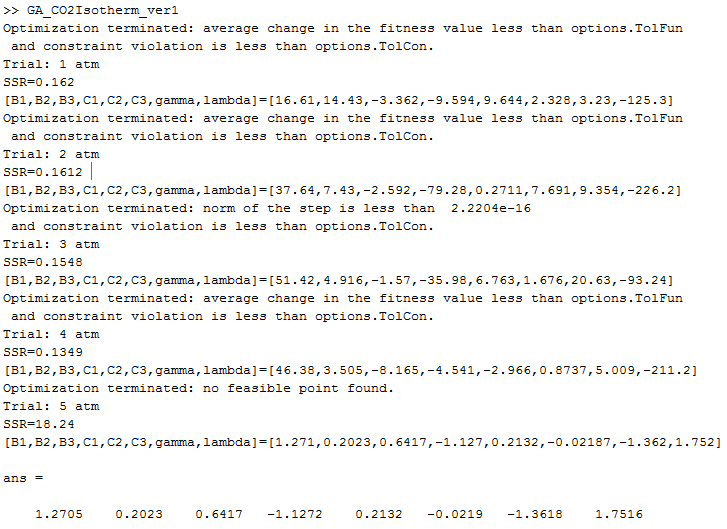 >> GA_CO2Isotherm_ver1
Optimization terminated: average change in the fitness value less than options.TolFun
and constraint violation is less than options.TolCon.
Trial: 1 atm
SSR=0.162
[B1,B2,B3,C1,C2,C3,gamma,lambda]=[16.61,14.43,-3.362,-9.594,9.644,2.328,3.23,-125.3]
Optimization terminated: average change in the fitness value less than options.TolFun
and constraint violation is less than options.TolCon.
Trial: 2 atm
SSR=0.1612
[B1,B2,B3,C1,C2,C3,gamma,lambda]=[37.64,7.43,-2.592,-79.28,0.2711,7.691,9.354,-226.2]
Optimization terminated: norm of the step is less than  2.2204e-16
and constraint violation is less than options.TolCon.
Trial: 3 atm
SSR=0.1548
[B1,B2,B3,C1,C2,C3,gamma,lambda]=[51.42,4.916,-1.57,-35.98,6.763,1.676,20.63,-93.24]
Optimization terminated: average change in the fitness value less than options.TolFun
and constraint violation is less than options.TolCon.
Trial: 4 atm
SSR=0.1349
[B1,B2,B3,C1,C2,C3,gamma,lambda]=[46.38,3.505,-8.165,-4.541,-2.966,0.8737,5.009,-211.2]
Optimization terminated: no feasible point found.
Trial: 5 atm
SSR=18.24
[B1,B2,B3,C1,C2,C3,gamma,lambda]=[1.271,0.2023,0.6417,-1.127,0.2132,-0.02187,-1.362,1.752]
ans =
1.2705    0.2023    0.6417   -1.1272    0.2132   -0.0219   -1.3618    1.7516